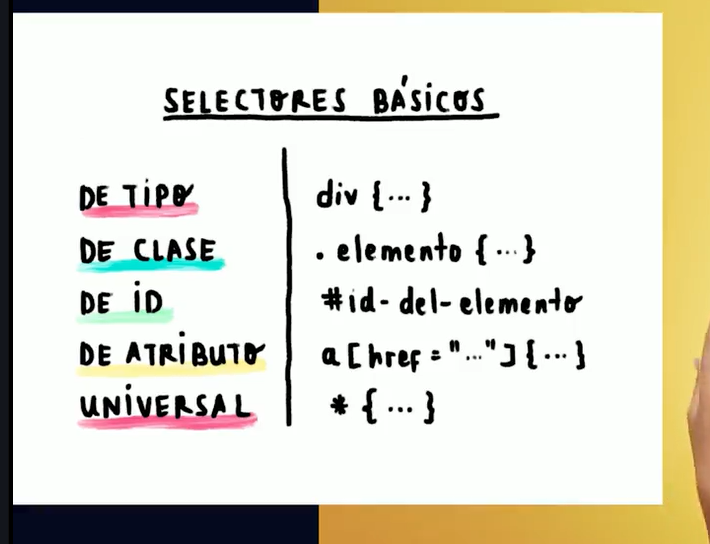 SELECTORES BÁSICOS
DE TIPO div {...}
DE CLASE .elemento {...}
DE ID #id-del-elemento
DE ATRIBUTO a[href="..."]{...}
UNIVERSAL * {...}